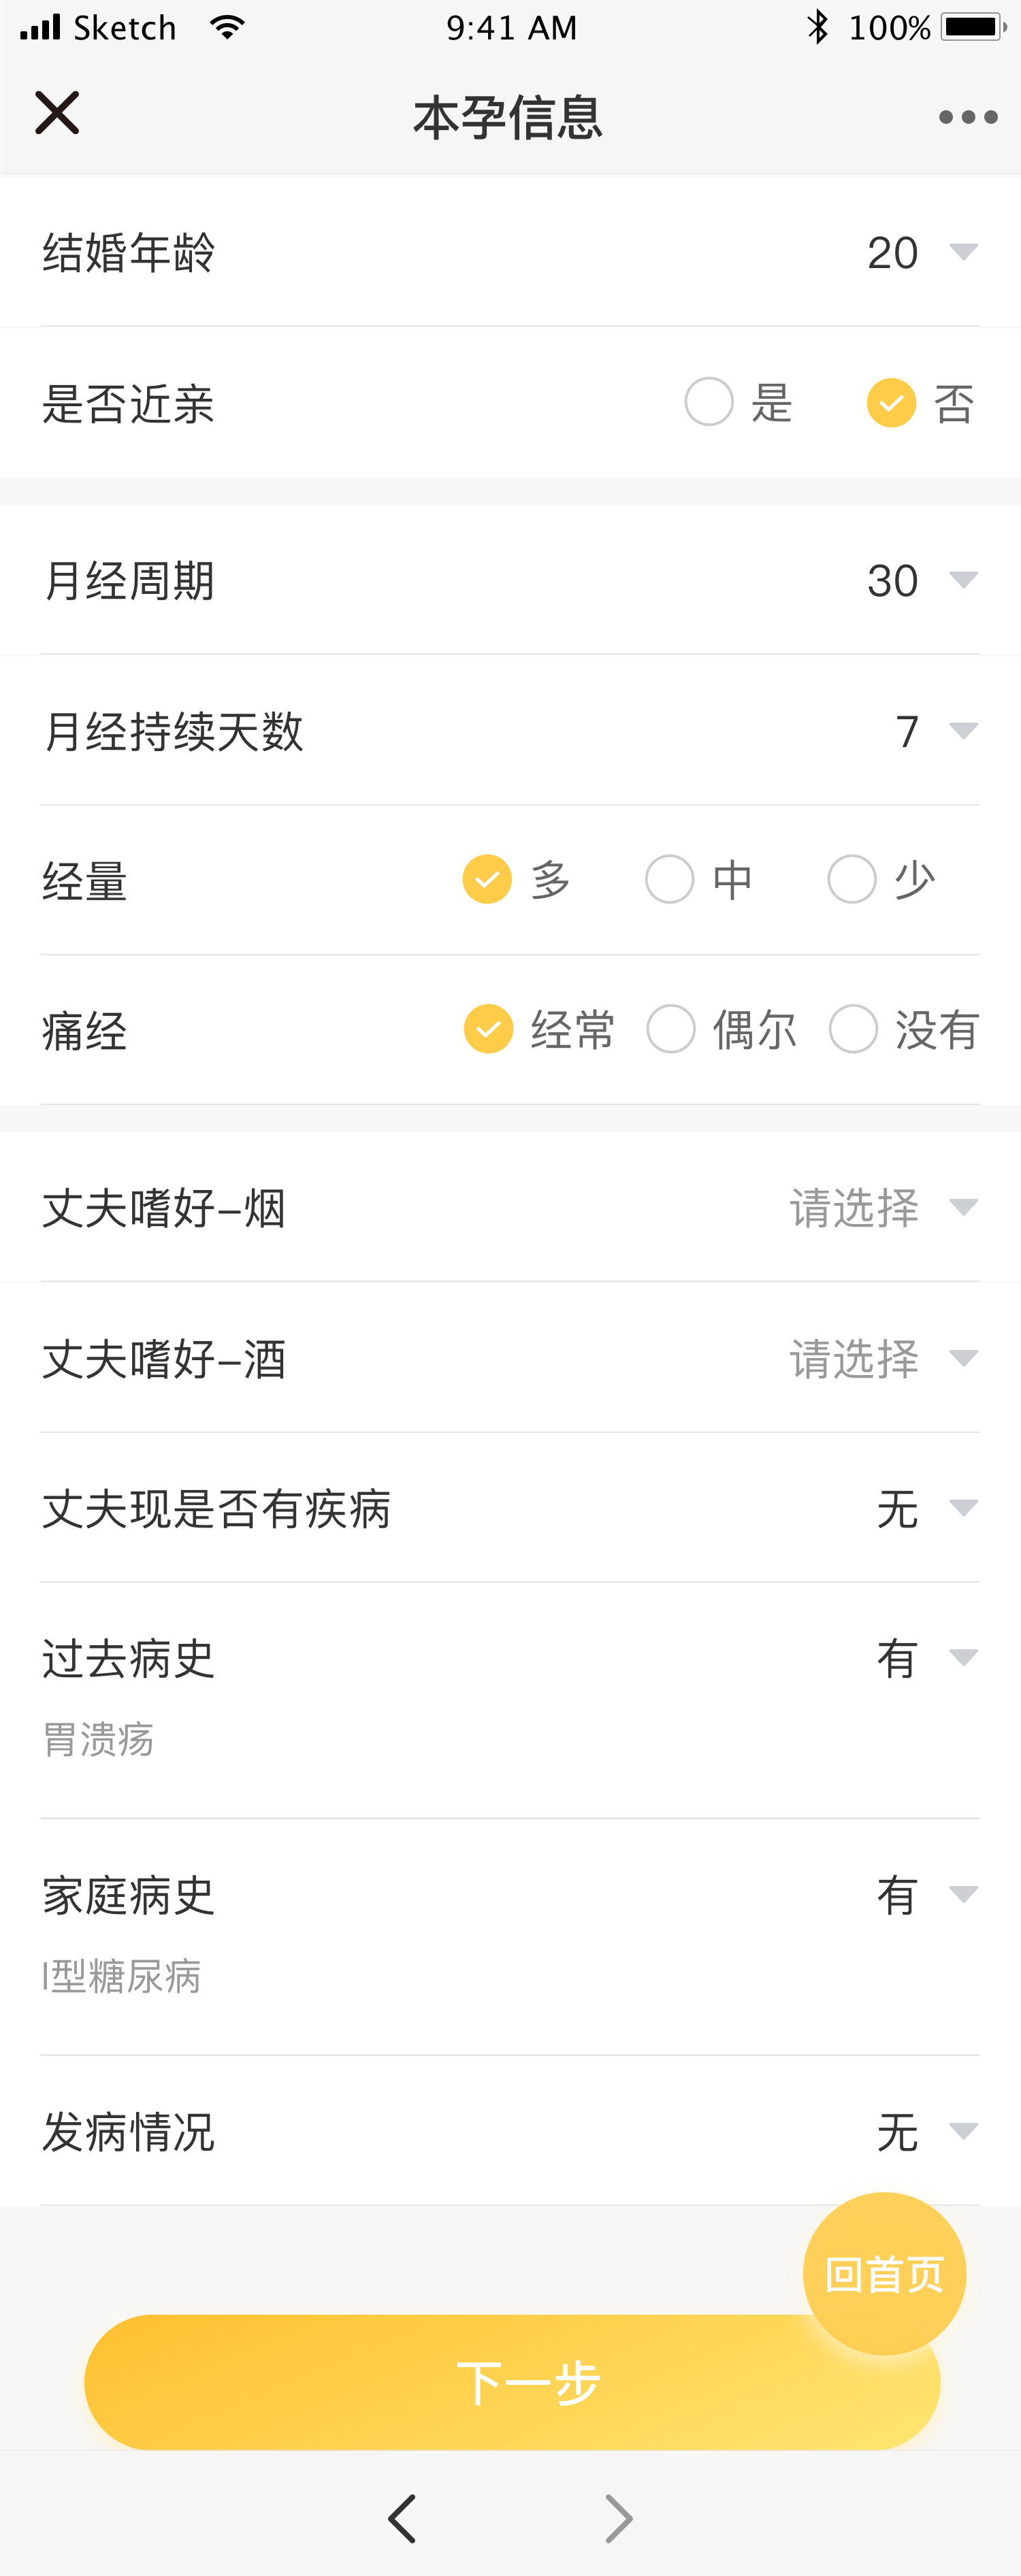 Sketch 9:41 AM 100%
本孕信息
结婚年龄 20
是否近亲 是 否
月经周期 30
月经持续天数 7
经量 多 中 少
痛经 经常 偶尔 没有
丈夫嗜好–烟 请选择
丈夫嗜好–酒 请选择
丈夫现是否有疾病 无
过去病史 有
胃溃疡
家庭病史 有
I型糖尿病
发病情况 无
回首页
下一步